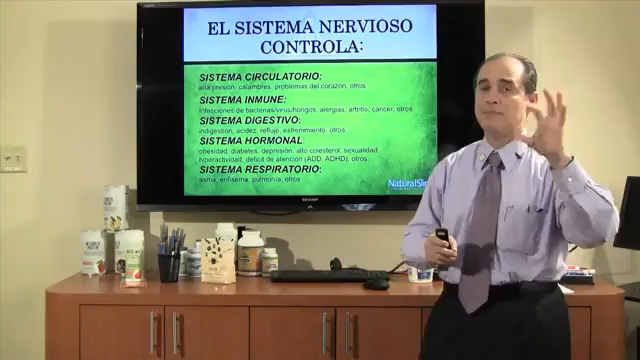 EL SISTEMA NERVIOSO
CONTROLA:
SISTEMA CIRCULATORIO:
alta presión, calambres, problemas del corazón, otros
SISTEMA INMUNE:
Infecciones de bacterias/virus/hongos, alergias, artritis, cáncer, otros
SISTEMA DIGESTIVO:
indigestión, acidez, reflujo, estreñimiento, otros
SISTEMA HORMONAL:
obesidad, diabetes, depresión, alto colesterol, sexualidad,
hiperactividad, deficit de atención (ADD, ADHD), otros
SISTEMA RESPIRATORIO:
asma, enfisema, pulmonía, otros
NaturalSlim
SHARP